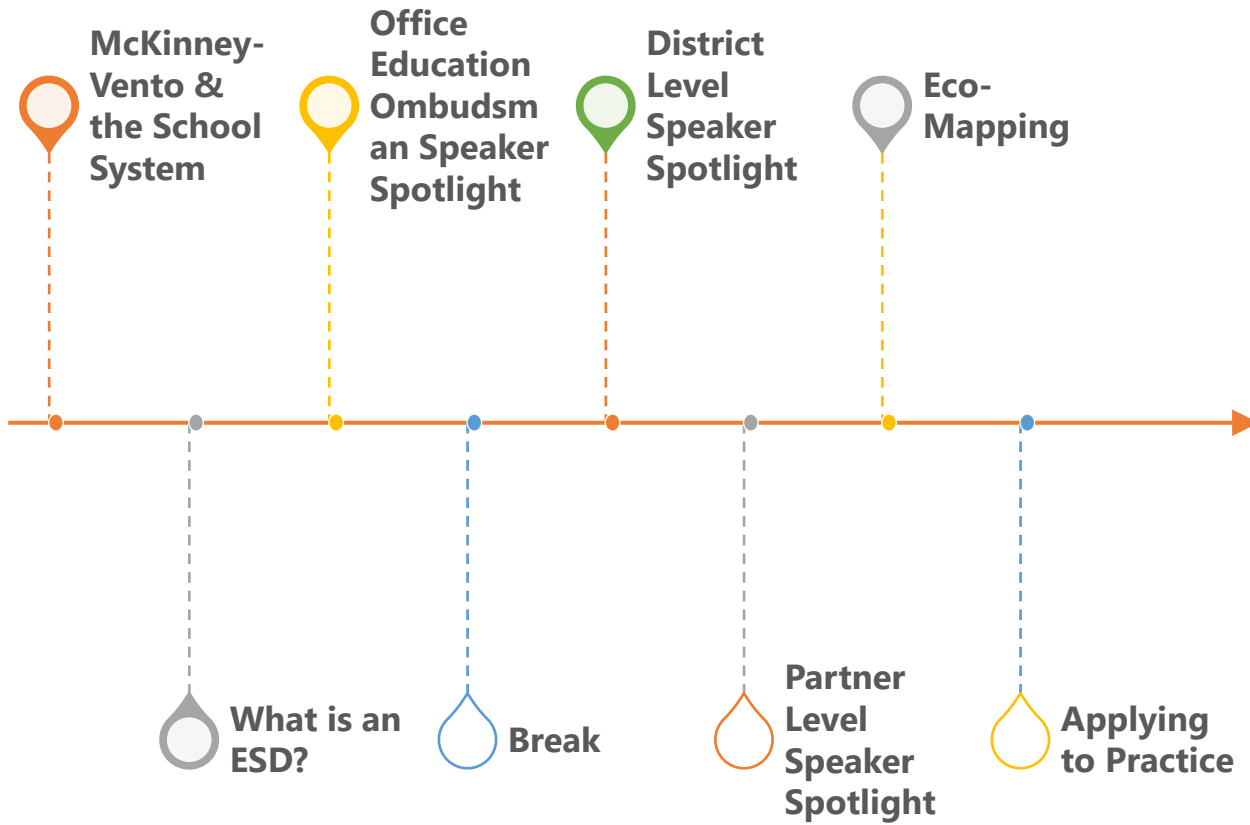 McKinney-
Vento &
the School
System
Office
Education
Ombudsm
an Speaker
Spotlight
District
Level
Speaker
Spotlight
Eco-
Mapping
What is an
ESD?
Break
Partner
Level
Speaker
Spotlight
Applying
to Practice